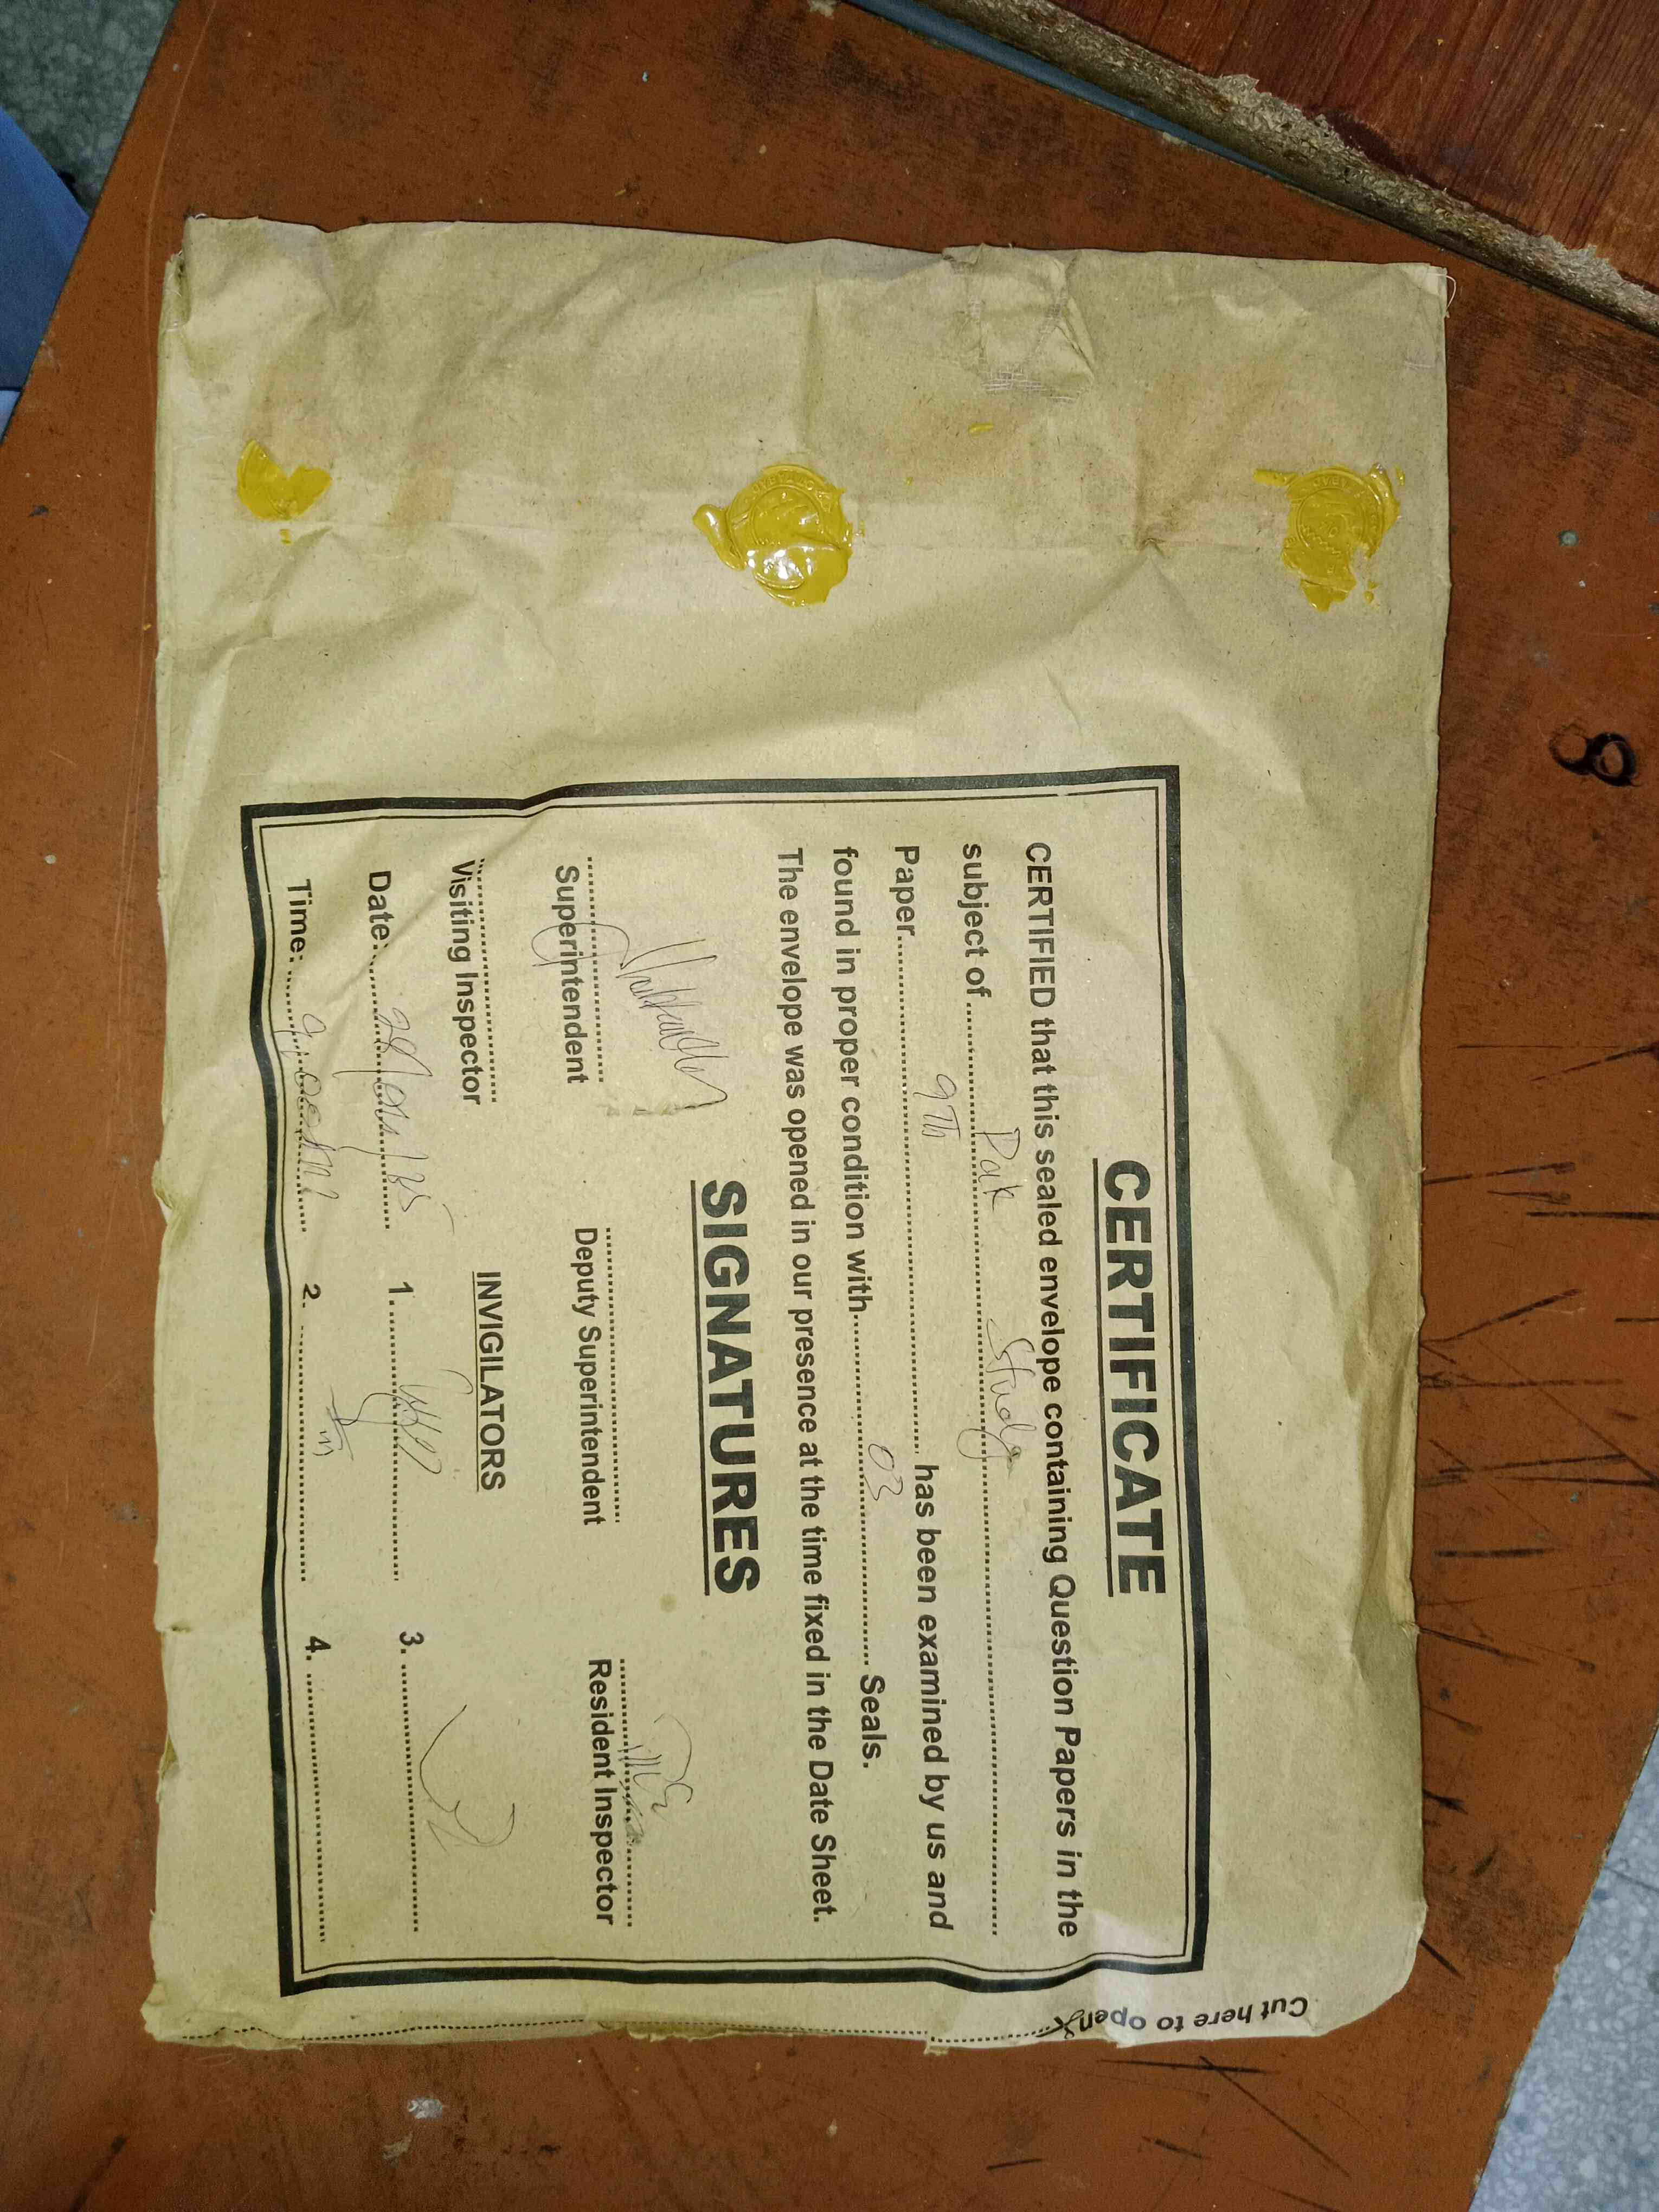 CERTIFICATE
CERTIFIED that this sealed envelope containing Question Papers in the
subject of Pak Study
Paper 9Th has been examined by us and
found in proper condition with 03 Seals.
The envelope was opened in our presence at the time fixed in the Date Sheet.
SIGNATURES
Superintendent
Deputy Superintendent
Resident Inspector
Visiting Inspector
INVIGILATORS
Date:
1.
3.
Time:
2.
4.
Cut here to open
8